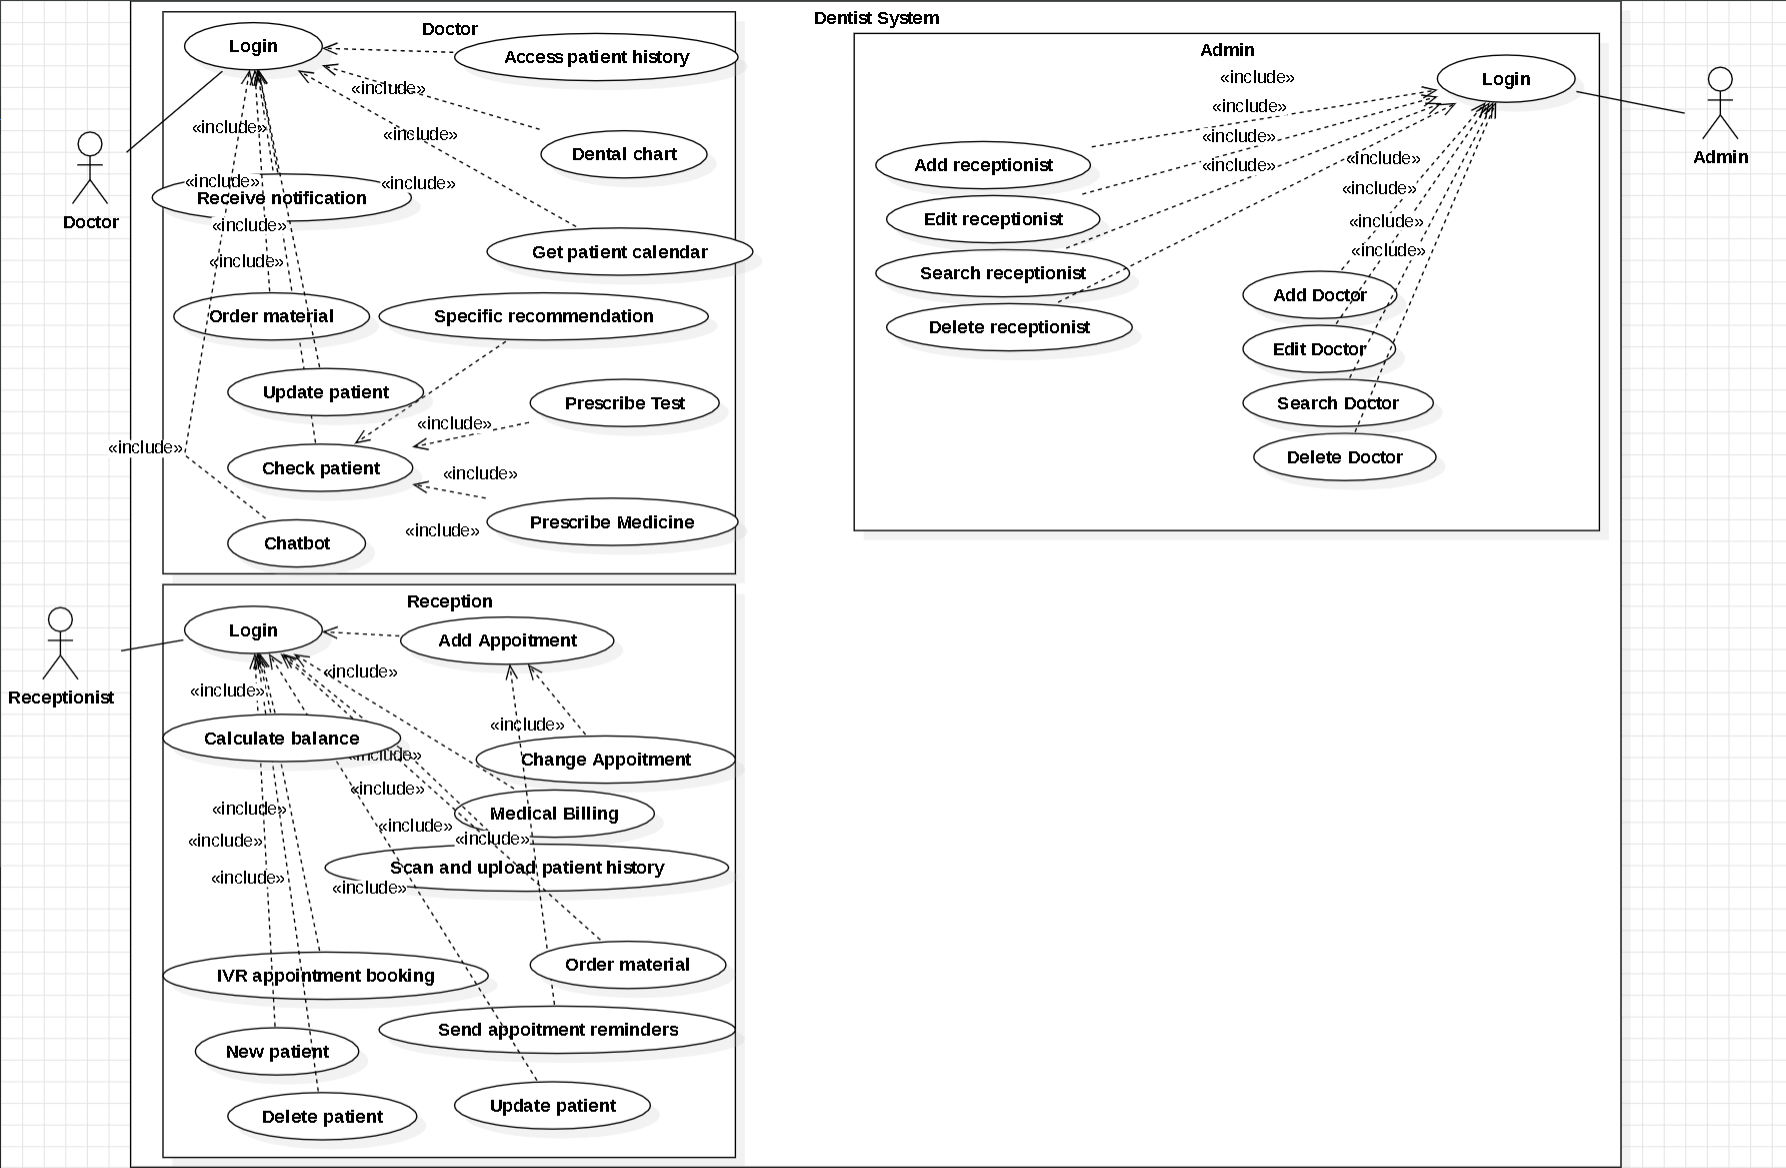 Dentist System
Doctor
Login
Access patient history
«include»
«include»
Dental chart
«include»
«include»
«include»
Receive notification
«include»
Get patient calendar
«include»
Order material
Specific recommendation
Update patient
Prescribe Test
«include»
«include»
Check patient
«include»
Prescribe Medicine
«include»
Chatbot
Doctor
Admin
Login
«include»
«include»
«include»
«include»
Add receptionist
Edit receptionist
Search receptionist
Delete receptionist
«include»
«include»
«include»
«include»
Add Doctor
Edit Doctor
Search Doctor
Delete Doctor
Admin
Reception
Login
Add Appoitment
«include»
«include»
«include»
Calculate balance
«include»
Change Appoitment
«include»
«include»
Medical Billing
«include»
«include»
«include»
Scan and upload patient history
«include»
«include»
IVR appointment booking
Order material
Send appoitment reminders
New patient
Delete patient
Update patient
Receptionist